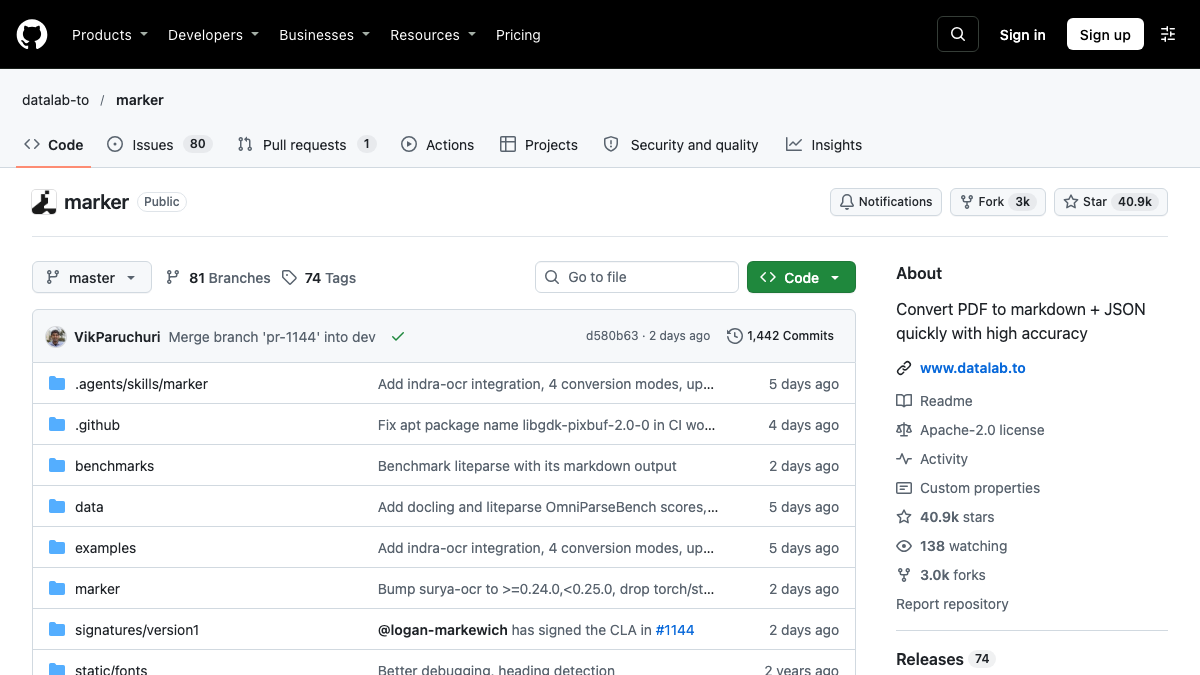 Products Developers Businesses Resources Pricing Sign in Sign up
datalab-to / marker
Code Issues 80 Pull requests 1 Actions Projects Security and quality Insights
marker Public Notifications Fork 3k Star 40.9k
master 81 Branches 74 Tags Go to file Code
VikParuchuri Merge branch 'pr-1144' into dev d580b63 · 2 days ago 1,442 Commits
.agents/skills/marker Add indra-ocr integration, 4 conversion modes, up… 5 days ago
.github Fix apt package name libgdk-pixbuf-2.0-0 in CI wo… 4 days ago
benchmarks Benchmark liteparse with its markdown output 2 days ago
data Add docling and liteparse OmniParseBench scores,… 5 days ago
examples Add indra-ocr integration, 4 conversion modes, up… 5 days ago
marker Bump surya-ocr to >=0.24.0,<0.25.0, drop torch/st… 2 days ago
signatures/version1 @logan-markewich has signed the CLA in #1144 2 days ago
static/fonts Better debugging, heading detection 2 years ago
About
Convert PDF to markdown + JSON
quickly with high accuracy
www.datalab.to
Readme
Apache-2.0 license
Activity
Custom properties
40.9k stars
138 watching
3.0k forks
Report repository
Releases 74